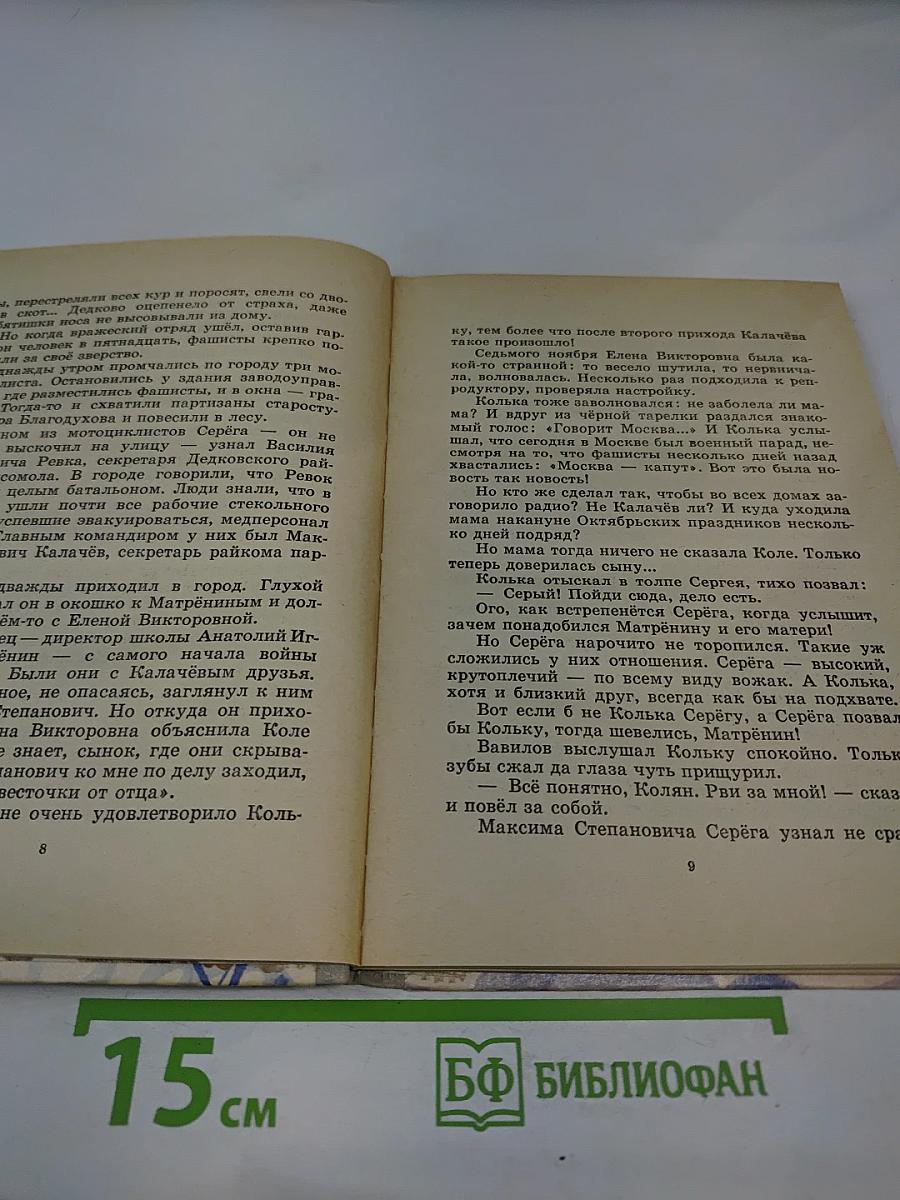 ы, перестреляли всех кур и поросят, свели со дво-
в скот... Дедково оцепенело от страха, даже
бятишки носа не высовывали из дому.
Но когда вражеский отряд ушёл, оставив гар-
он человек в пятнадцать, фашисты крепко по-
ли за своё зверство.
днажды утром промчались по городу три мо-
листа. Остановились у здания заводоуправ-
где разместились фашисты, и в окна — гра-
Тогда-то и схватили партизаны старосту-
ра Благодухова и повесили в лесу.
ном из мотоциклистов Серёга — он не
выскочил на улицу — узнал Василия
вича Ревка, секретаря Дедковского рай-
сомола. В городе говорили, что Ревок
целым батальоном. Люди знали, что в
ушли почти все рабочие стекольного
успевшие эвакуироваться, медперсонал
Главным командиром у них был Мак-
вич Калачёв, секретарь райкома пар-
дважды приходил в город. Глухой
ал он в окошко к Матрёниным и дол-
ём-то с Еленой Викторовной.
ец — директор школы Анатолий Иг-
ёнин — с самого начала войны
Были они с Калачёвым друзья.
ное, не опасаясь, заглянул к ним
Степанович. Но откуда он прихо-
на Викторовна объяснила Коле
е знает, сынок, где они скрыва-
панович ко мне по делу заходил,
весточки от отца».
не очень удовлетворило Коль-
8
ку, тем более что после второго прихода Калачёва
такое произошло!
Седьмого ноября Елена Викторовна была ка-
кой-то странной: то весело шутила, то нервнича-
ла, волновалась. Несколько раз подходила к реп-
родуктору, проверяла настройку.
Колька тоже заволновался: не заболела ли ма-
ма? И вдруг из чёрной тарелки раздался знако-
мый голос: «Говорит Москва...» И Колька услы-
шал, что сегодня в Москве был военный парад, не-
смотря на то, что фашисты несколько дней назад
хвастались: «Москва — капут». Вот это была но-
вость так новость!
Но кто же сделал так, чтобы во всех домах за-
говорило радио? Не Калачёв ли? И куда уходила
мама накануне Октябрьских праздников несколь-
ко дней подряд?
Но мама тогда ничего не сказала Коле. Только
теперь доверилась сыну...
Колька отыскал в толпе Сергея, тихо позвал:
— Серый! Пойди сюда, дело есть.
Ого, как встрепенётся Серёга, когда услышит,
зачем понадобился Матрёнину и его матери!
Но Серёга нарочито не торопился. Такие уж
сложились у них отношения. Серёга — высокий,
крутоплечий — по всему виду вожак. А Колька,
хотя и близкий друг, всегда как бы на подхвате.
Вот если б не Колька Серёгу, а Серёга позвал
бы Кольку, тогда шевелись, Матрёнин!
Вавилов выслушал Кольку спокойно. Тольк
зубы сжал да глаза чуть прищурил.
— Всё понятно, Колян. Рви за мной! — сказ
и повёл за собой.
Максима Степановича Серёга узнал не сра
9
15 см
БФ БИБЛИОФАН